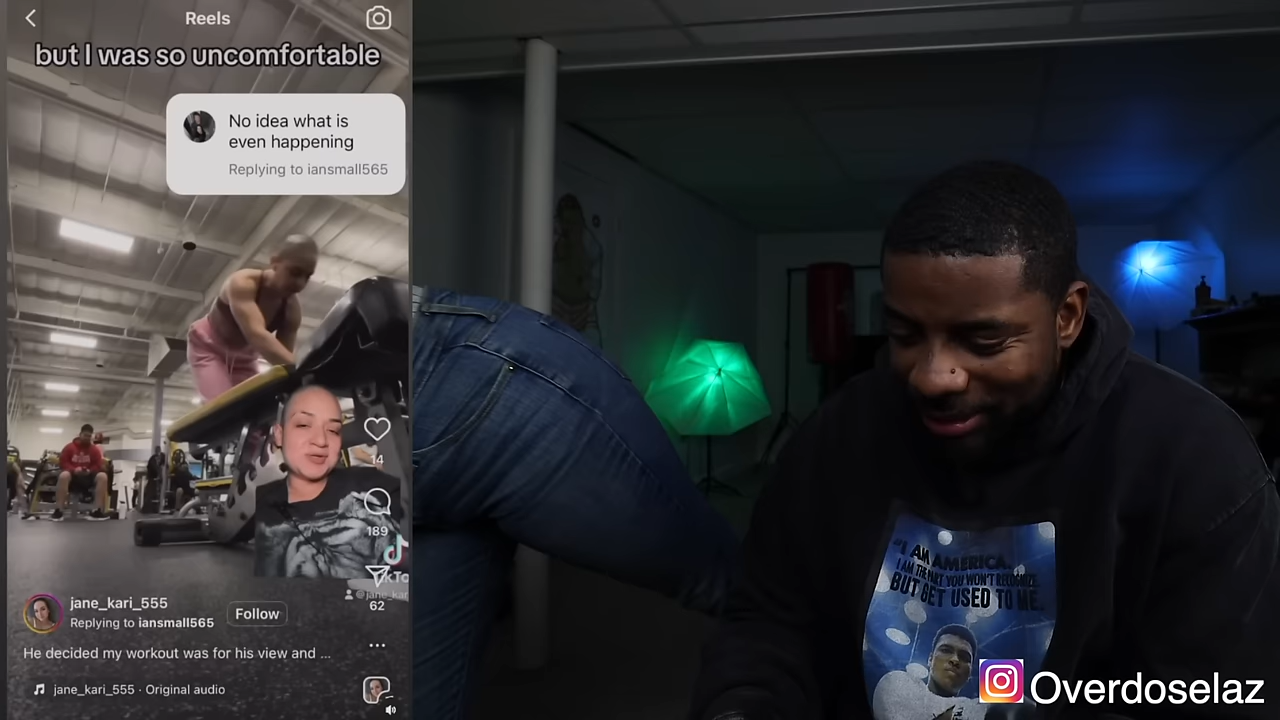 Reels
but I was so uncomfortable
No idea what is
even happening
Replying to iansmall565
14
189
TikTo
@jane_kar
62
jane_kari_555
Replying to iansmall565
Follow
He decided my workout was for his view and ...
jane_kari_555 · Original audio
"I AM AMERICA.
I AM THE PART YOU WON'T RECOGNIZE.
BUT GET USED TO ME.
Overdoselaz